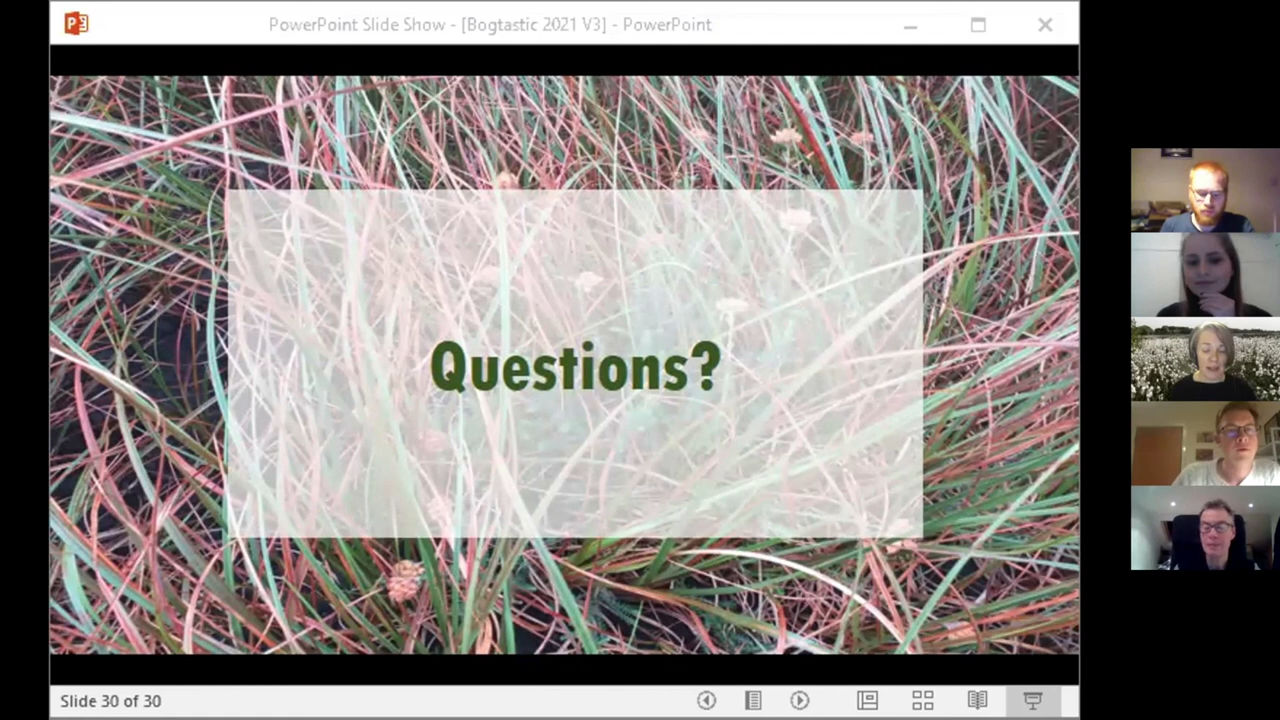 PowerPoint Slide Show - [Bogtastic 2021 V3] - PowerPoint
Questions?
Slide 30 of 30